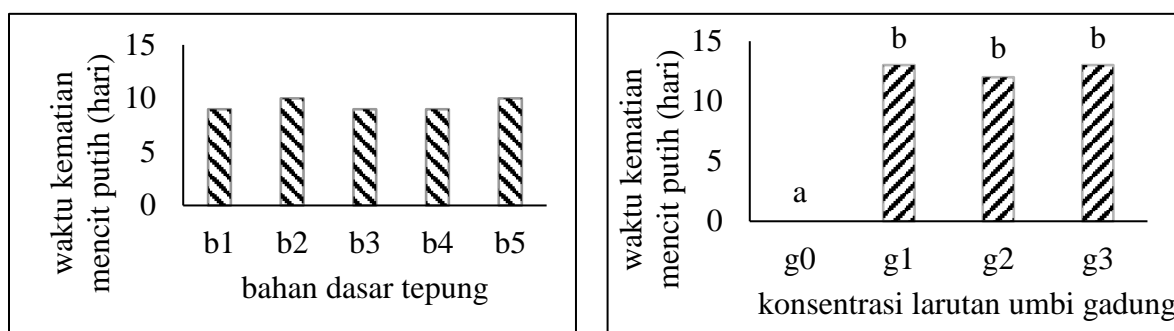 waktu kematian
mencit putih (hari)
15
10
5
0
b1 b2 b3 b4 b5
bahan dasar tepung
waktu kematian
mencit putih (hari)
15
10
5
0
a
b
b
b
g0 g1 g2 g3
konsentrasi larutan umbi gadung